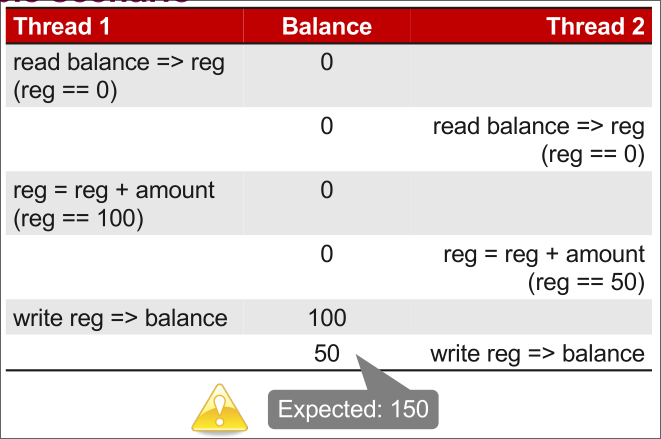 Thread 1 Balance Thread 2
read balance => reg 0
(reg == 0)
0 read balance => reg
(reg == 0)
reg = reg + amount 0
(reg == 100)
0 reg = reg + amount
(reg == 50)
write reg => balance 100
50 write reg => balance
Expected: 150